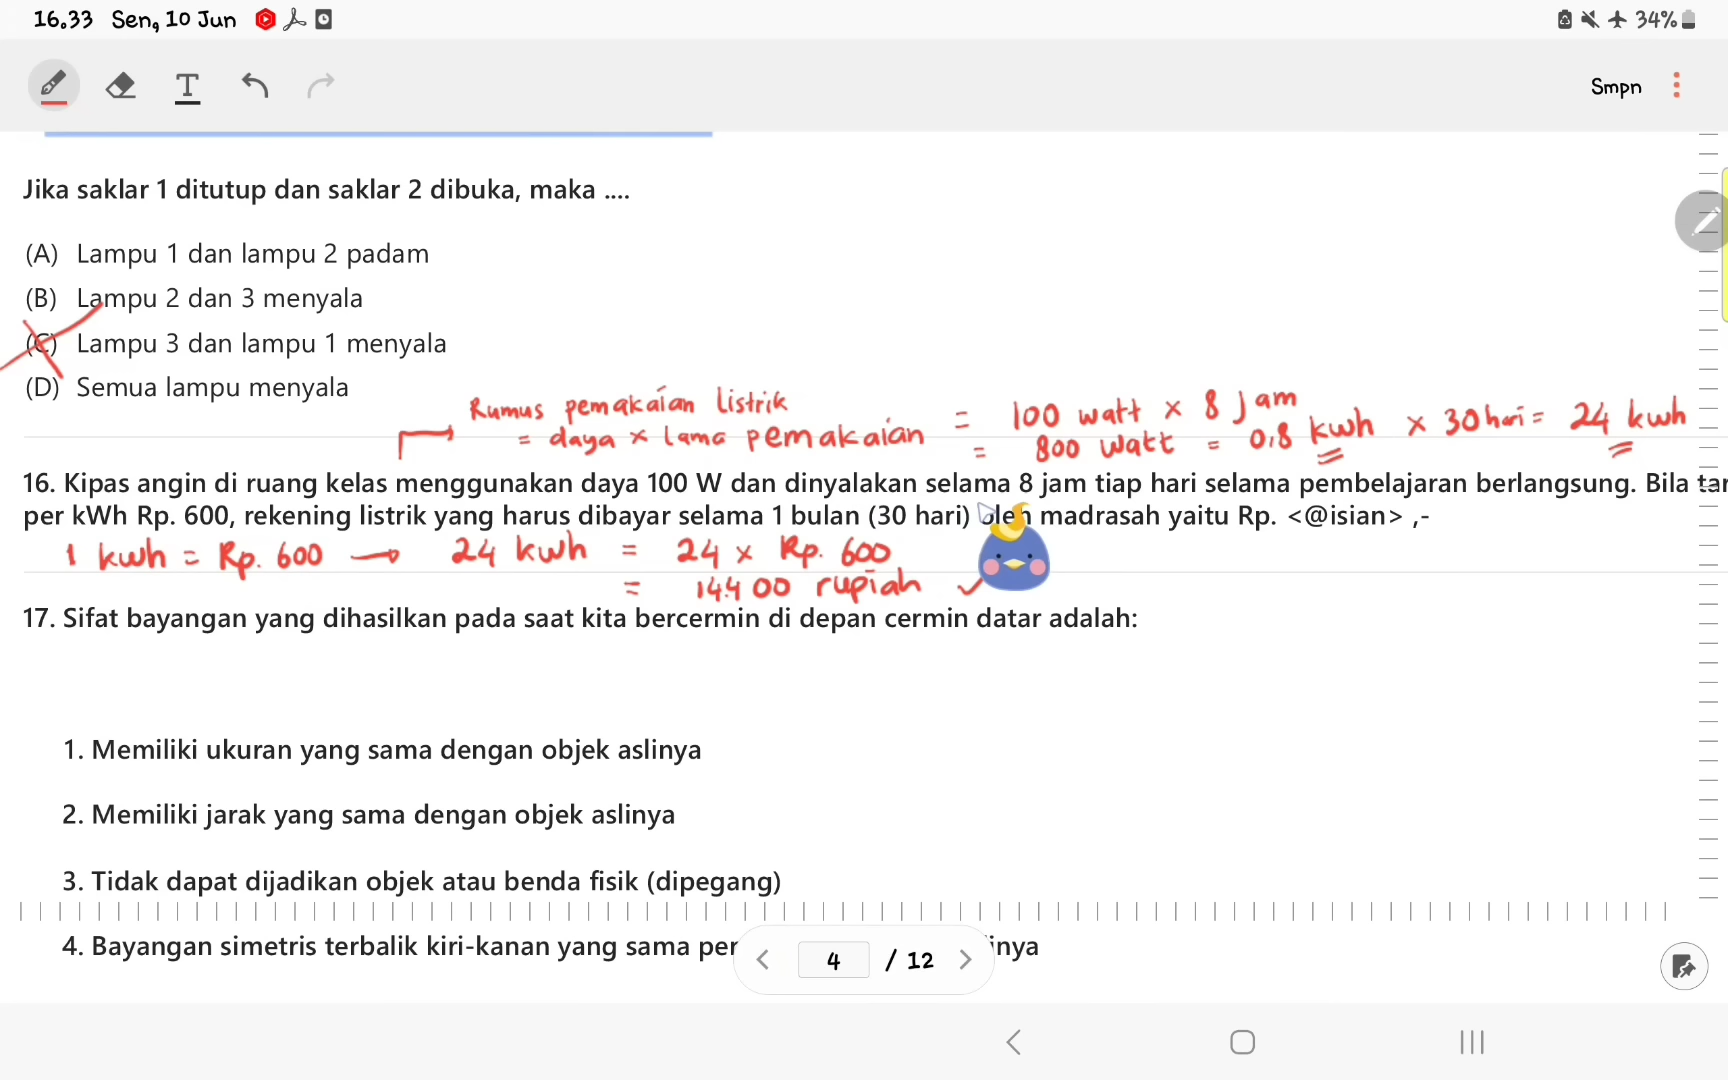 16.33 Sen, 10 Jun
34%
T
Smpn
Jika saklar 1 ditutup dan saklar 2 dibuka, maka ....
(A) Lampu 1 dan lampu 2 padam
(B) Lampu 2 dan 3 menyala
(C) Lampu 3 dan lampu 1 menyala
(D) Semua lampu menyala
Rumus pemakaian listrik
= daya × lama pemakaian
= 100 watt × 8 jam
= 800 watt = 0,8 kwh × 30 hari = 24 kwh
16. Kipas angin di ruang kelas menggunakan daya 100 W dan dinyalakan selama 8 jam tiap hari selama pembelajaran berlangsung. Bila tar
per kWh Rp. 600, rekening listrik yang harus dibayar selama 1 bulan (30 hari) oleh madrasah yaitu Rp. <@isian> ,-
1 kwh = Rp. 600 → 24 kwh = 24 × Rp. 600
= 14.400 rupiah
17. Sifat bayangan yang dihasilkan pada saat kita bercermin di depan cermin datar adalah:
1. Memiliki ukuran yang sama dengan objek aslinya
2. Memiliki jarak yang sama dengan objek aslinya
3. Tidak dapat dijadikan objek atau benda fisik (dipegang)
4. Bayangan simetris terbalik kiri-kanan yang sama per inya
4 / 12